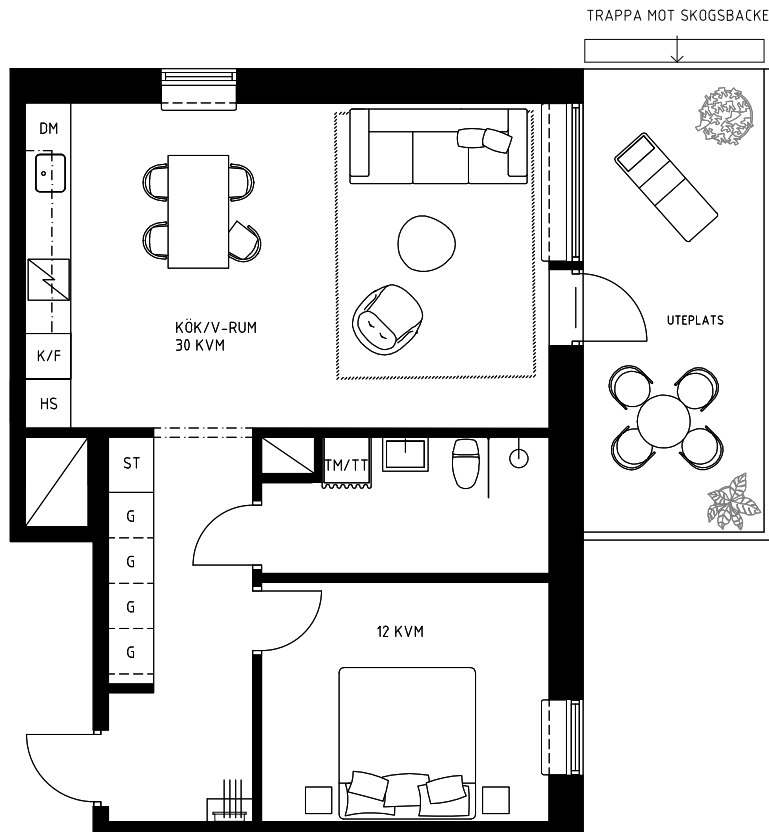 TRAPPA MOT SKOGSBACKE
DM
KÖK/V-RUM
30 KVM
UTEPLATS
K/F
HS
ST
TM/TT
G
G
G
G
12 KVM